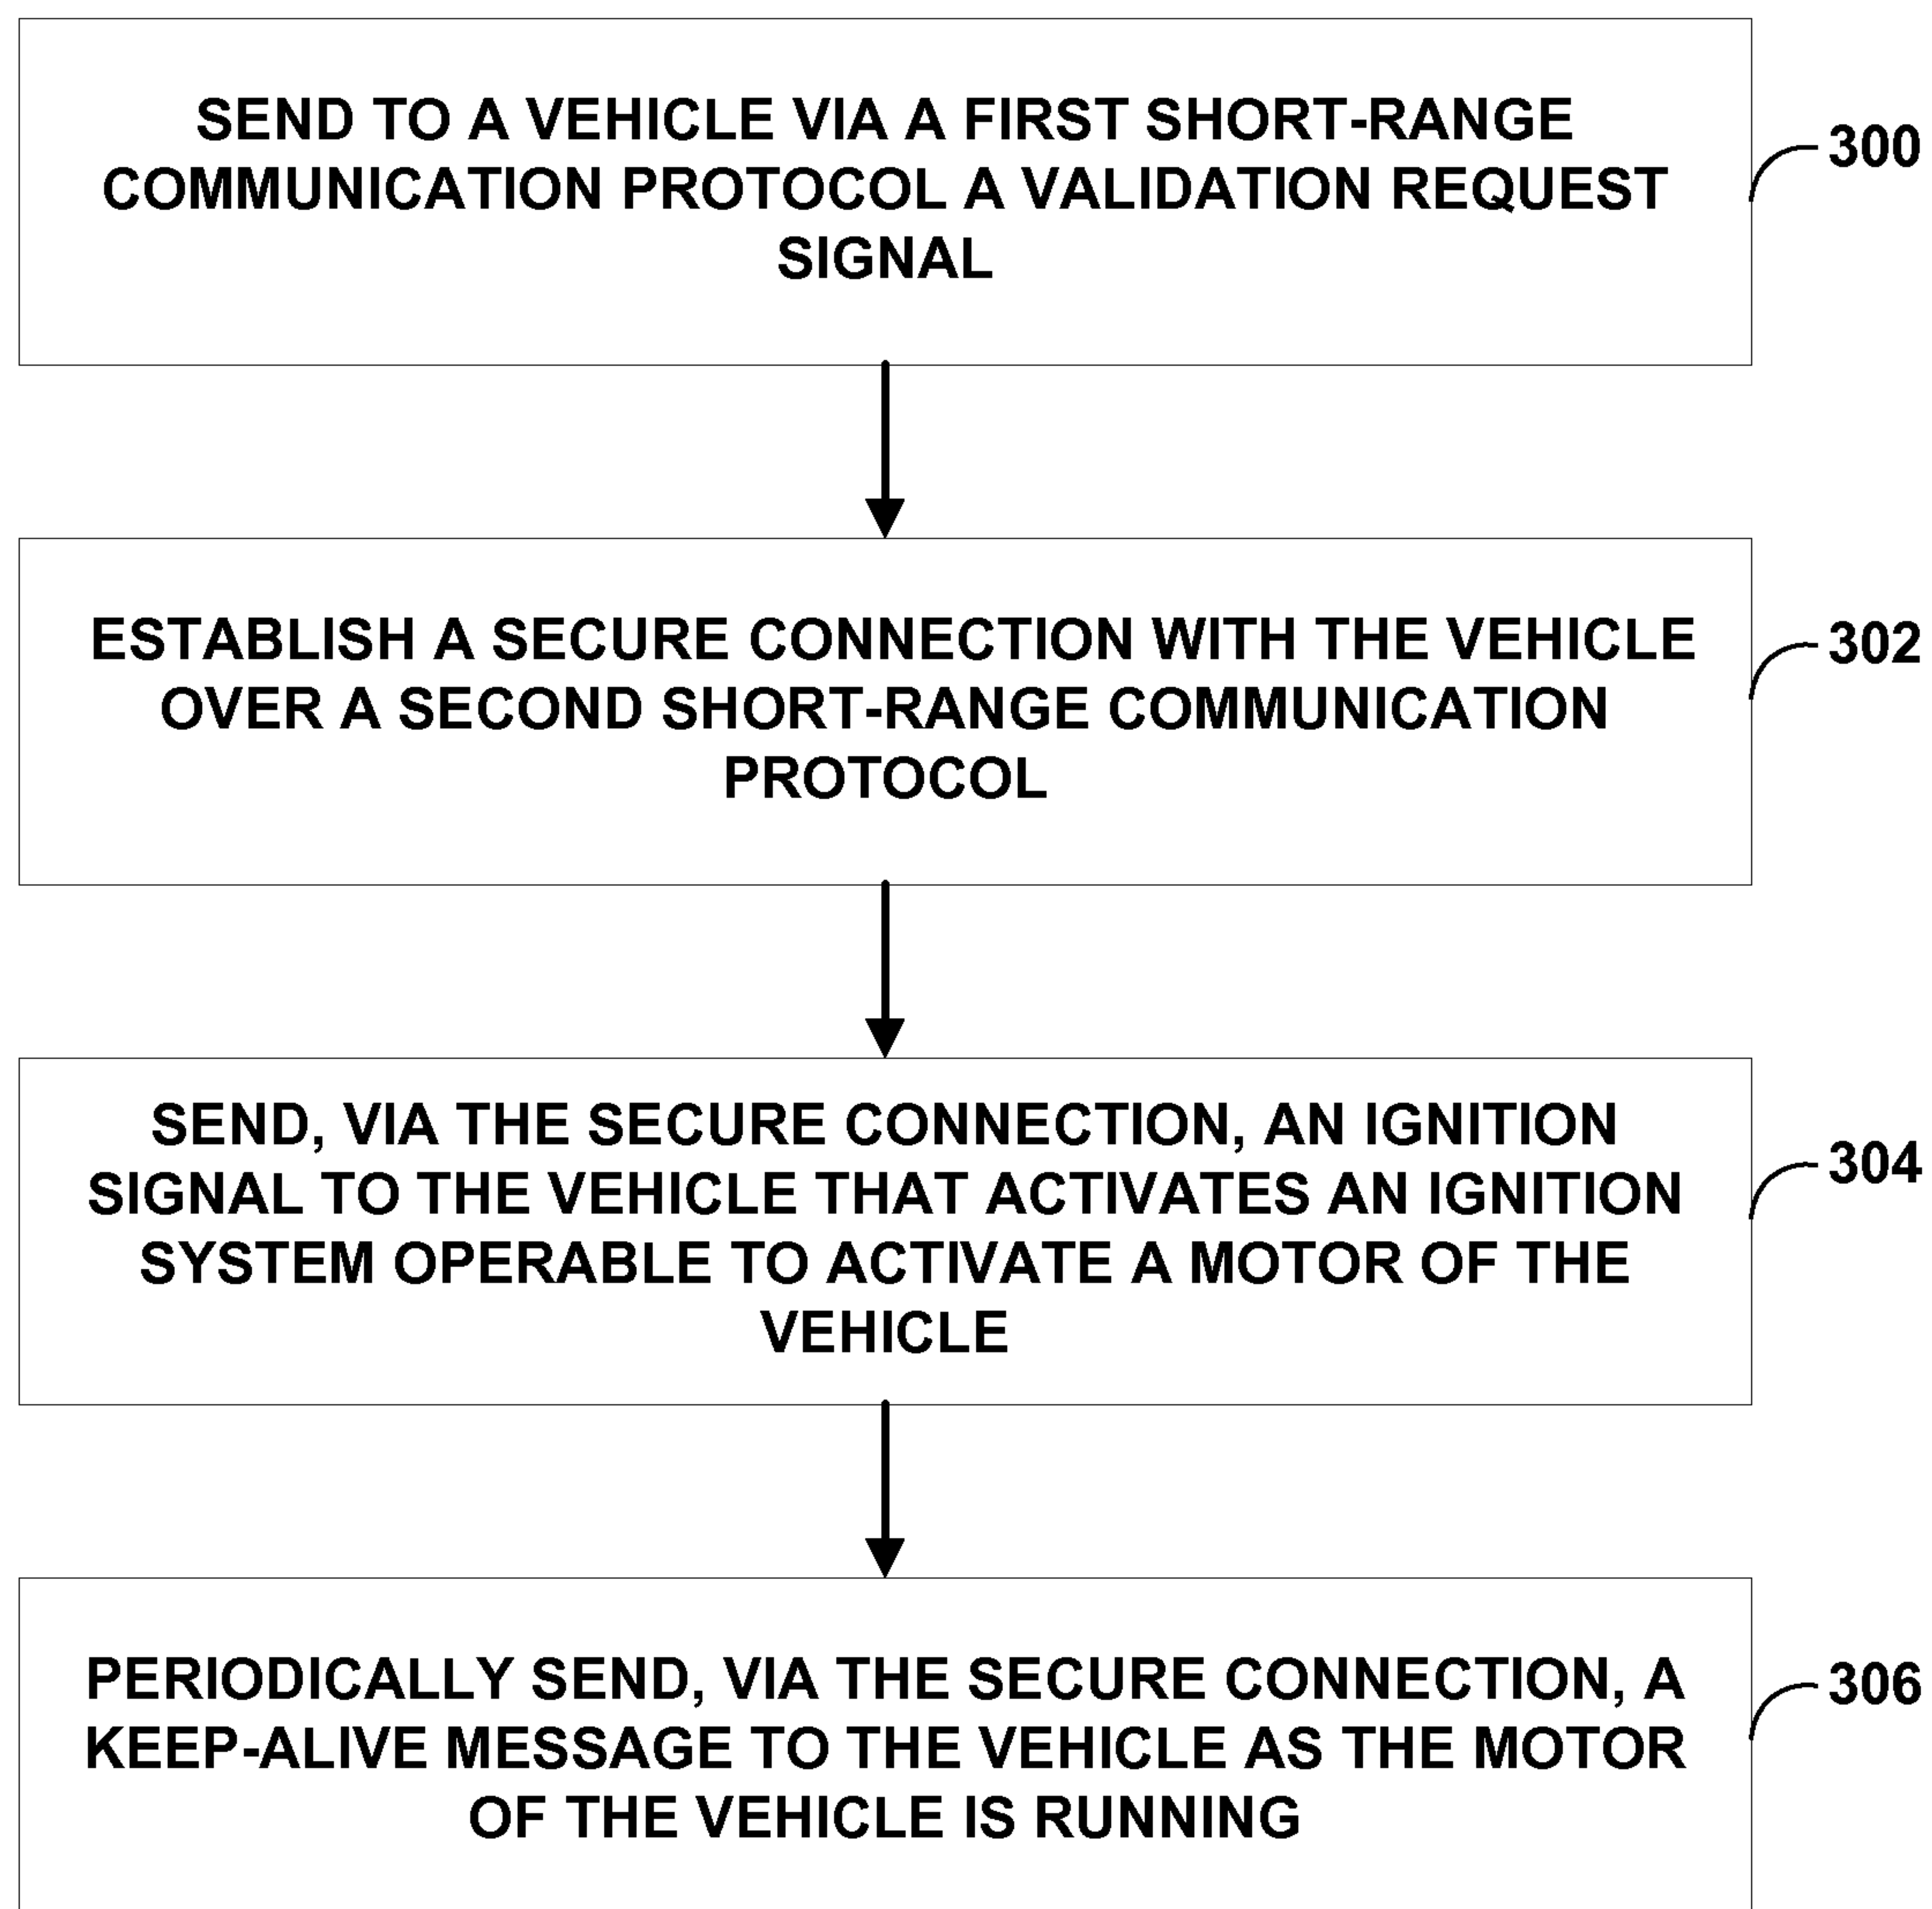 SEND TO A VEHICLE VIA A FIRST SHORT-RANGE
COMMUNICATION PROTOCOL A VALIDATION REQUEST
SIGNAL
300
ESTABLISH A SECURE CONNECTION WITH THE VEHICLE
OVER A SECOND SHORT-RANGE COMMUNICATION
PROTOCOL
302
SEND, VIA THE SECURE CONNECTION, AN IGNITION
SIGNAL TO THE VEHICLE THAT ACTIVATES AN IGNITION
SYSTEM OPERABLE TO ACTIVATE A MOTOR OF THE
VEHICLE
304
PERIODICALLY SEND, VIA THE SECURE CONNECTION, A
KEEP-ALIVE MESSAGE TO THE VEHICLE AS THE MOTOR
OF THE VEHICLE IS RUNNING
306